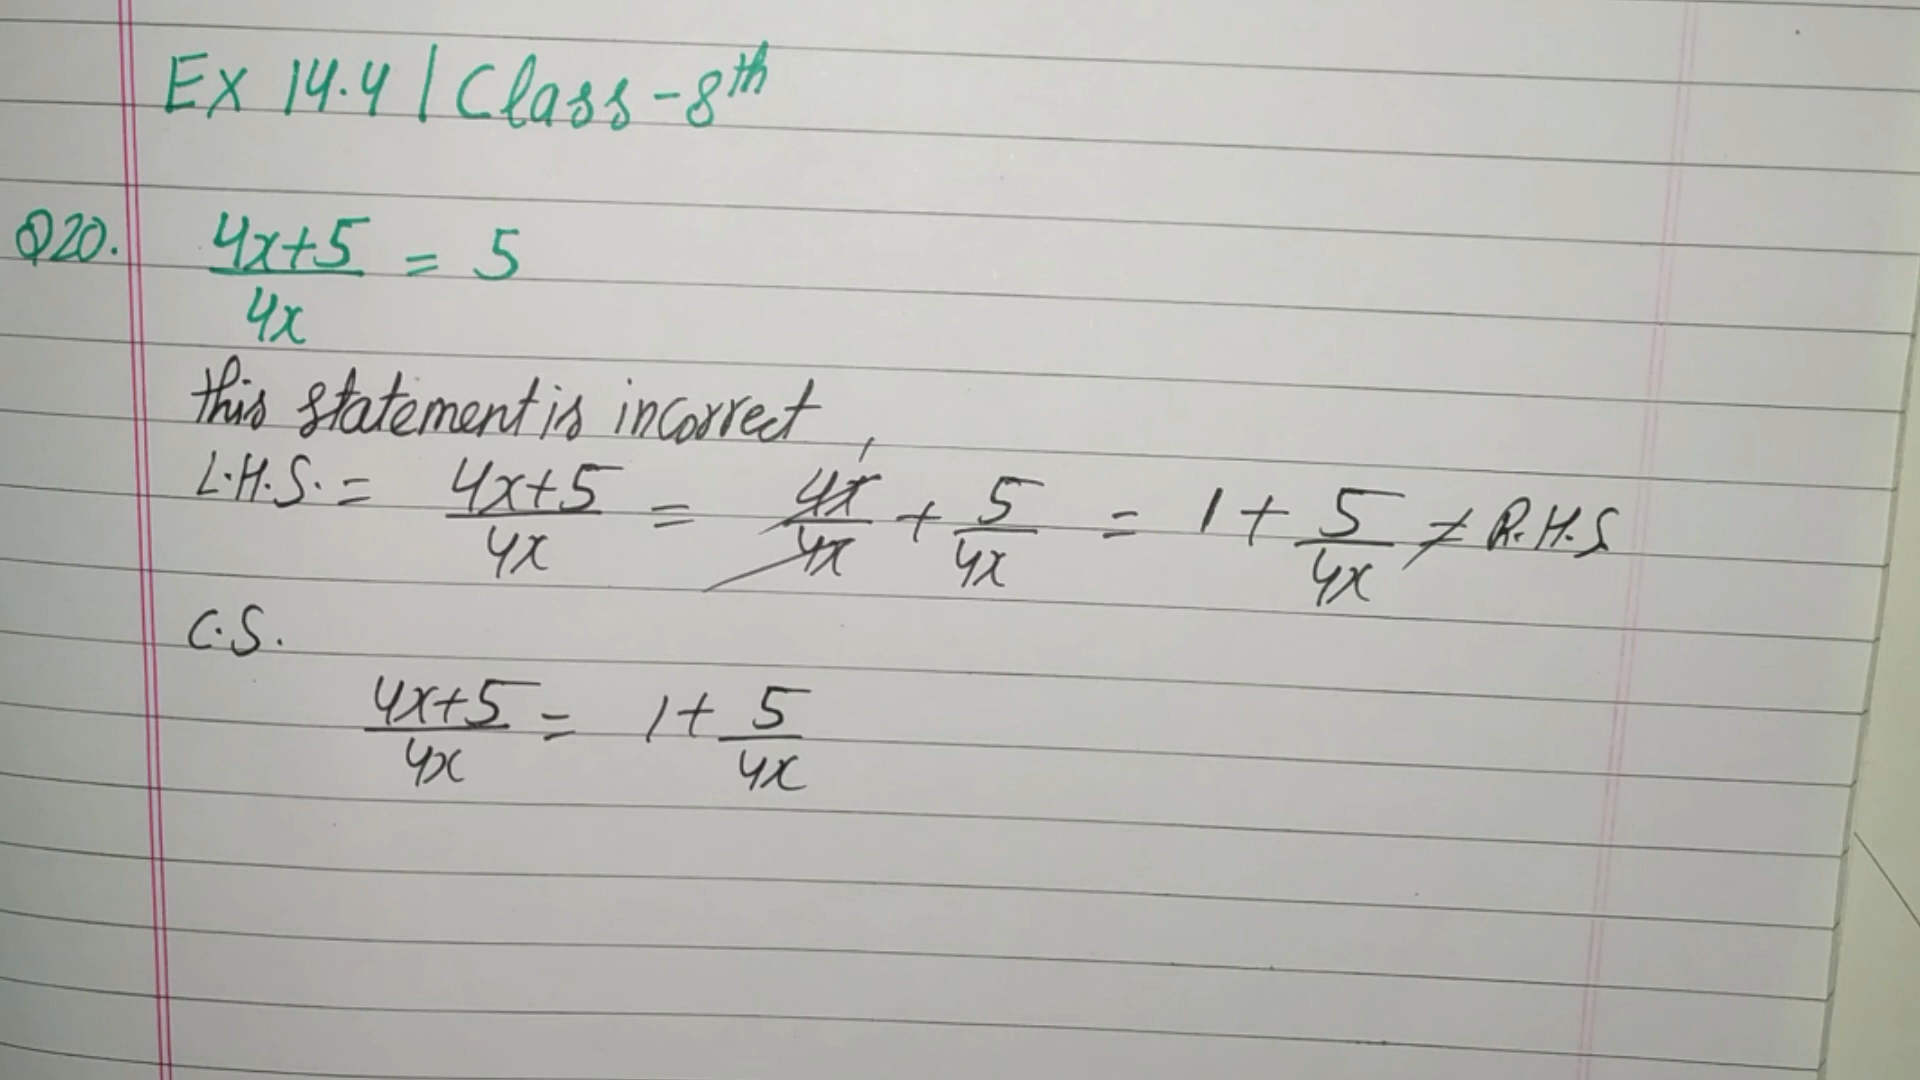 Ex 14.4 | Class-8th
Q20. 4x+5/4x = 5
this statement is incorrect,
L.H.S. = 4x+5/4x = 4x/4x + 5/4x = 1 + 5/4x ≠ R.H.S
C.S.
4x+5/4x = 1 + 5/4x